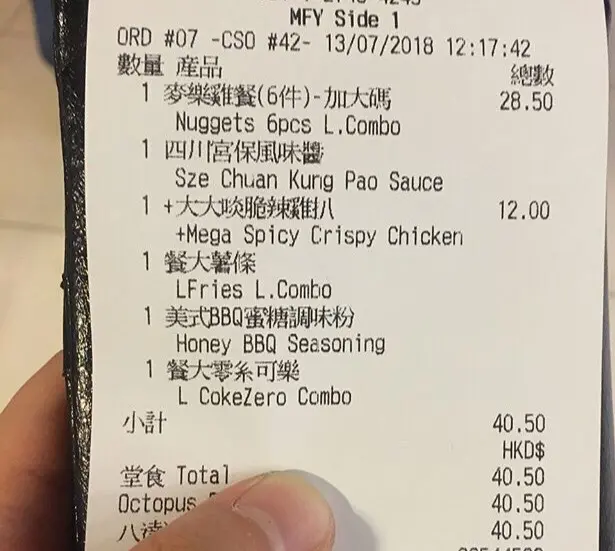 MFY Side 1
ORD #07 -CSO #42- 13/07/2018 12:17:42
數量 產品 總數
1 麥樂雞餐(6件)-加大碼 28.50
Nuggets 6pcs L.Combo
1 四川宮保風味醬
Sze Chuan Kung Pao Sauce
1 +大大啖脆辣雞扒 12.00
+Mega Spicy Crispy Chicken
1 餐大薯條
LFries L.Combo
1 美式BBQ蜜糖調味粉
Honey BBQ Seasoning
1 餐大零系可樂
L CokeZero Combo
小計 40.50
HKD$
堂食 Total 40.50
Octopus 40.50
八 40.50